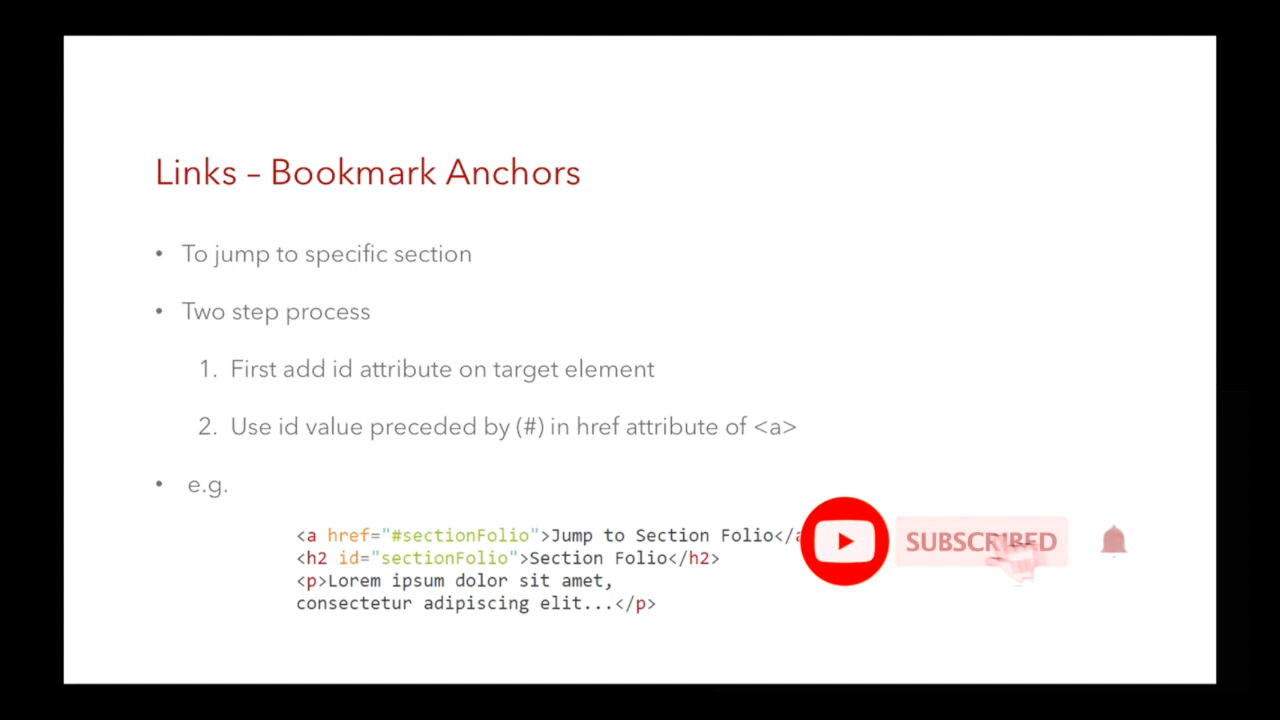 Links – Bookmark Anchors
• To jump to specific section
• Two step process
1. First add id attribute on target element
2. Use id value preceded by (#) in href attribute of <a>
• e.g.
<a href="#sectionFolio">Jump to Section Folio</a
<h2 id="sectionFolio">Section Folio</h2>
<p>Lorem ipsum dolor sit amet,
consectetur adipiscing elit...</p>
SUBSCRIBED